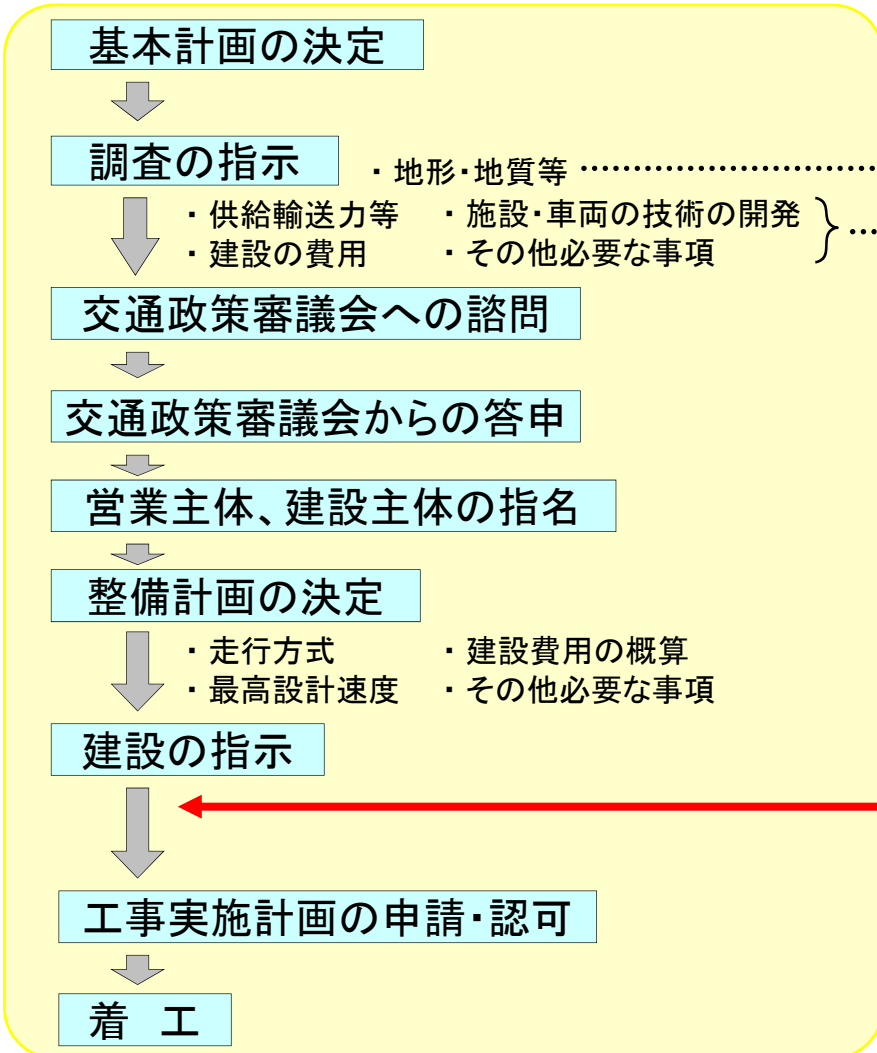 基本計画の決定
調査の指示
・地形・地質等 …………………………
・供給輸送力等 ・施設・車両の技術の開発
・建設の費用 ・その他必要な事項
交通政策審議会への諮問
交通政策審議会からの答申
営業主体、建設主体の指名
整備計画の決定
・走行方式 ・建設費用の概算
・最高設計速度 ・その他必要な事項
建設の指示
工事実施計画の申請・認可
着 工